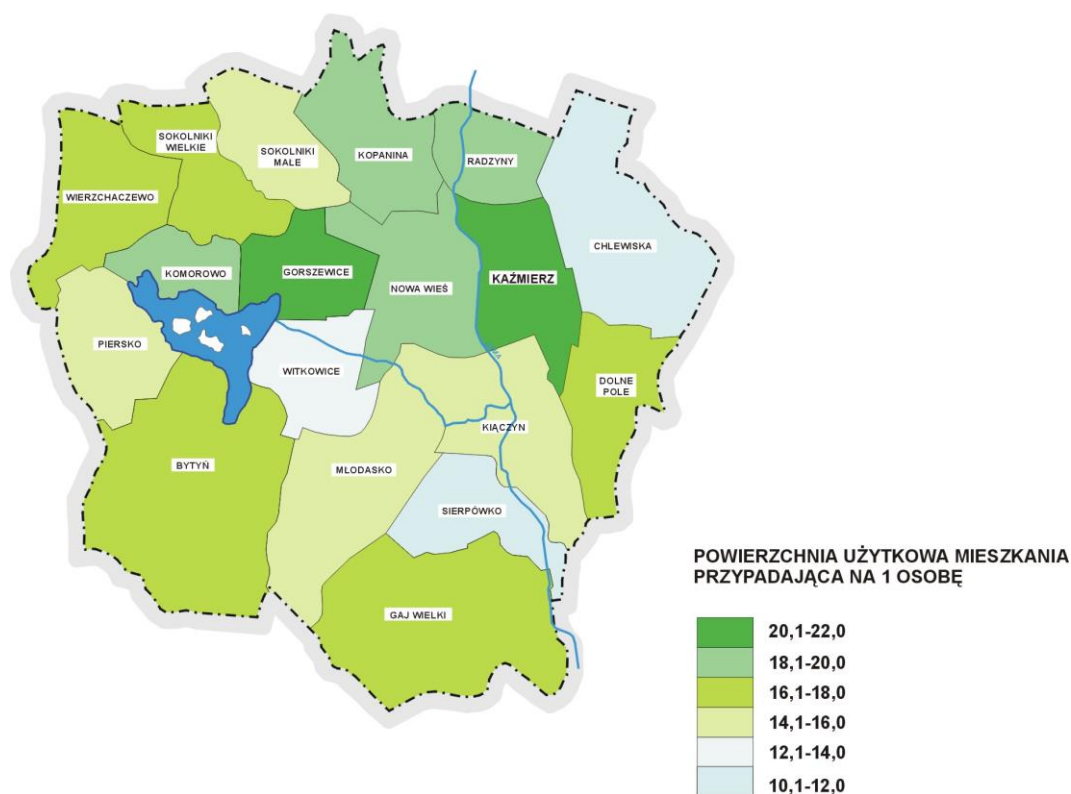 SOKOLNIKI
WIELKIE
SOKOLNIKI
MAŁE
KOPANINA
RADZYNY
WIERZCHACZEWO
CHLEWISKA
KOMOROWO
GORSZEWICE
KAŹMIERZ
NOWA WIEŚ
PIERSKO
WITKOWICE
DOLNE
POLE
KIĄCZYN
BYTYŃ
MŁODASKO
SIERPÓWKO
GAJ WIELKI
POWIERZCHNIA UŻYTKOWA MIESZKANIA
PRZYPADAJĄCA NA 1 OSOBĘ
20,1-22,0
18,1-20,0
16,1-18,0
14,1-16,0
12,1-14,0
10,1-12,0